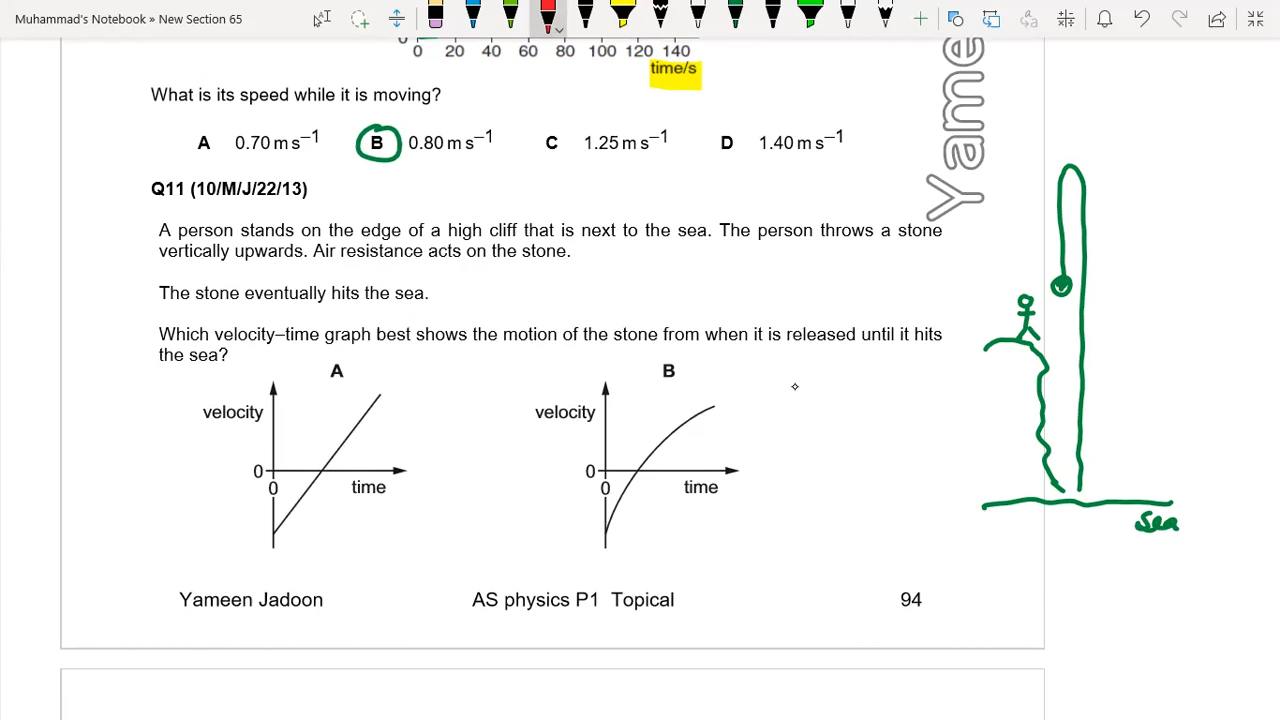 Muhammad's Notebook » New Section 65
0
0 20 40 60 80 100 120 140
time/s
What is its speed while it is moving?
A 0.70 m s⁻¹ B 0.80 m s⁻¹ C 1.25 m s⁻¹ D 1.40 m s⁻¹
Yame
Q11 (10/M/J/22/13)
A person stands on the edge of a high cliff that is next to the sea. The person throws a stone
vertically upwards. Air resistance acts on the stone.
The stone eventually hits the sea.
Which velocity–time graph best shows the motion of the stone from when it is released until it hits
the sea?
A B
velocity velocity
0 0
0 time 0 time
Sea
Yameen Jadoon AS physics P1 Topical 94